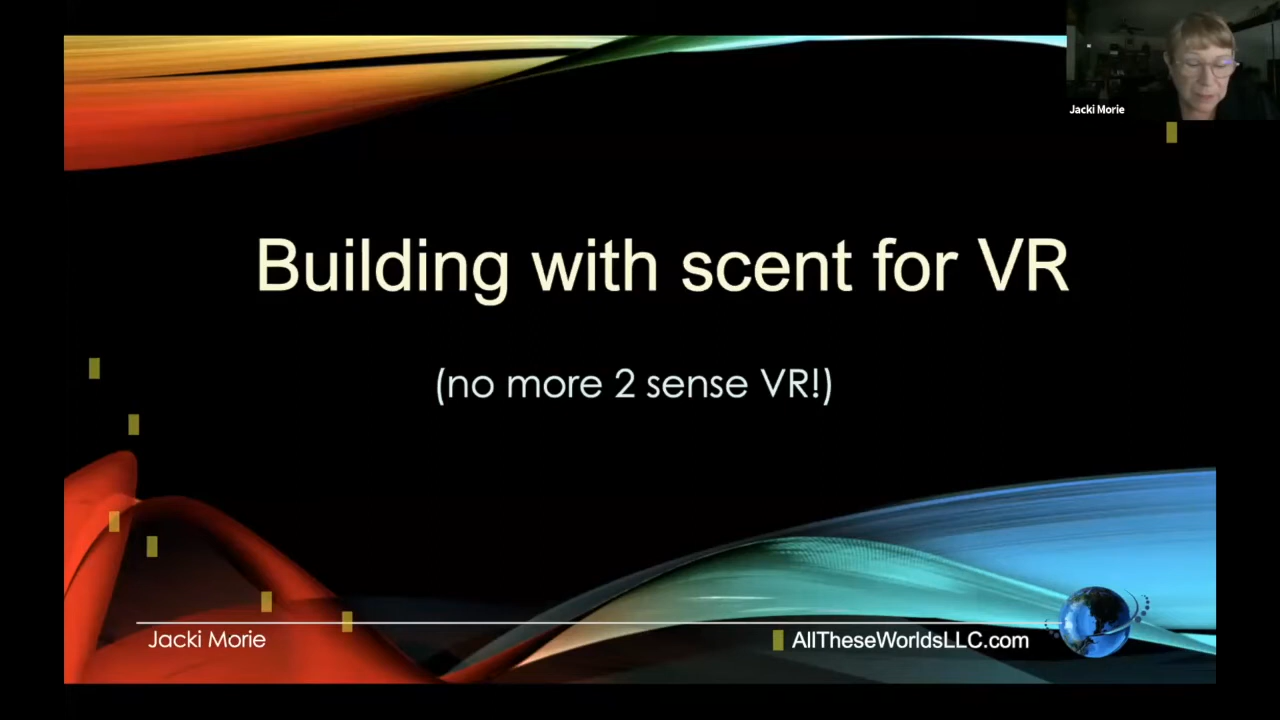 Jacki Morie
Building with scent for VR
(no more 2 sense VR!)
Jacki Morie
AllTheseWorldsLLC.com